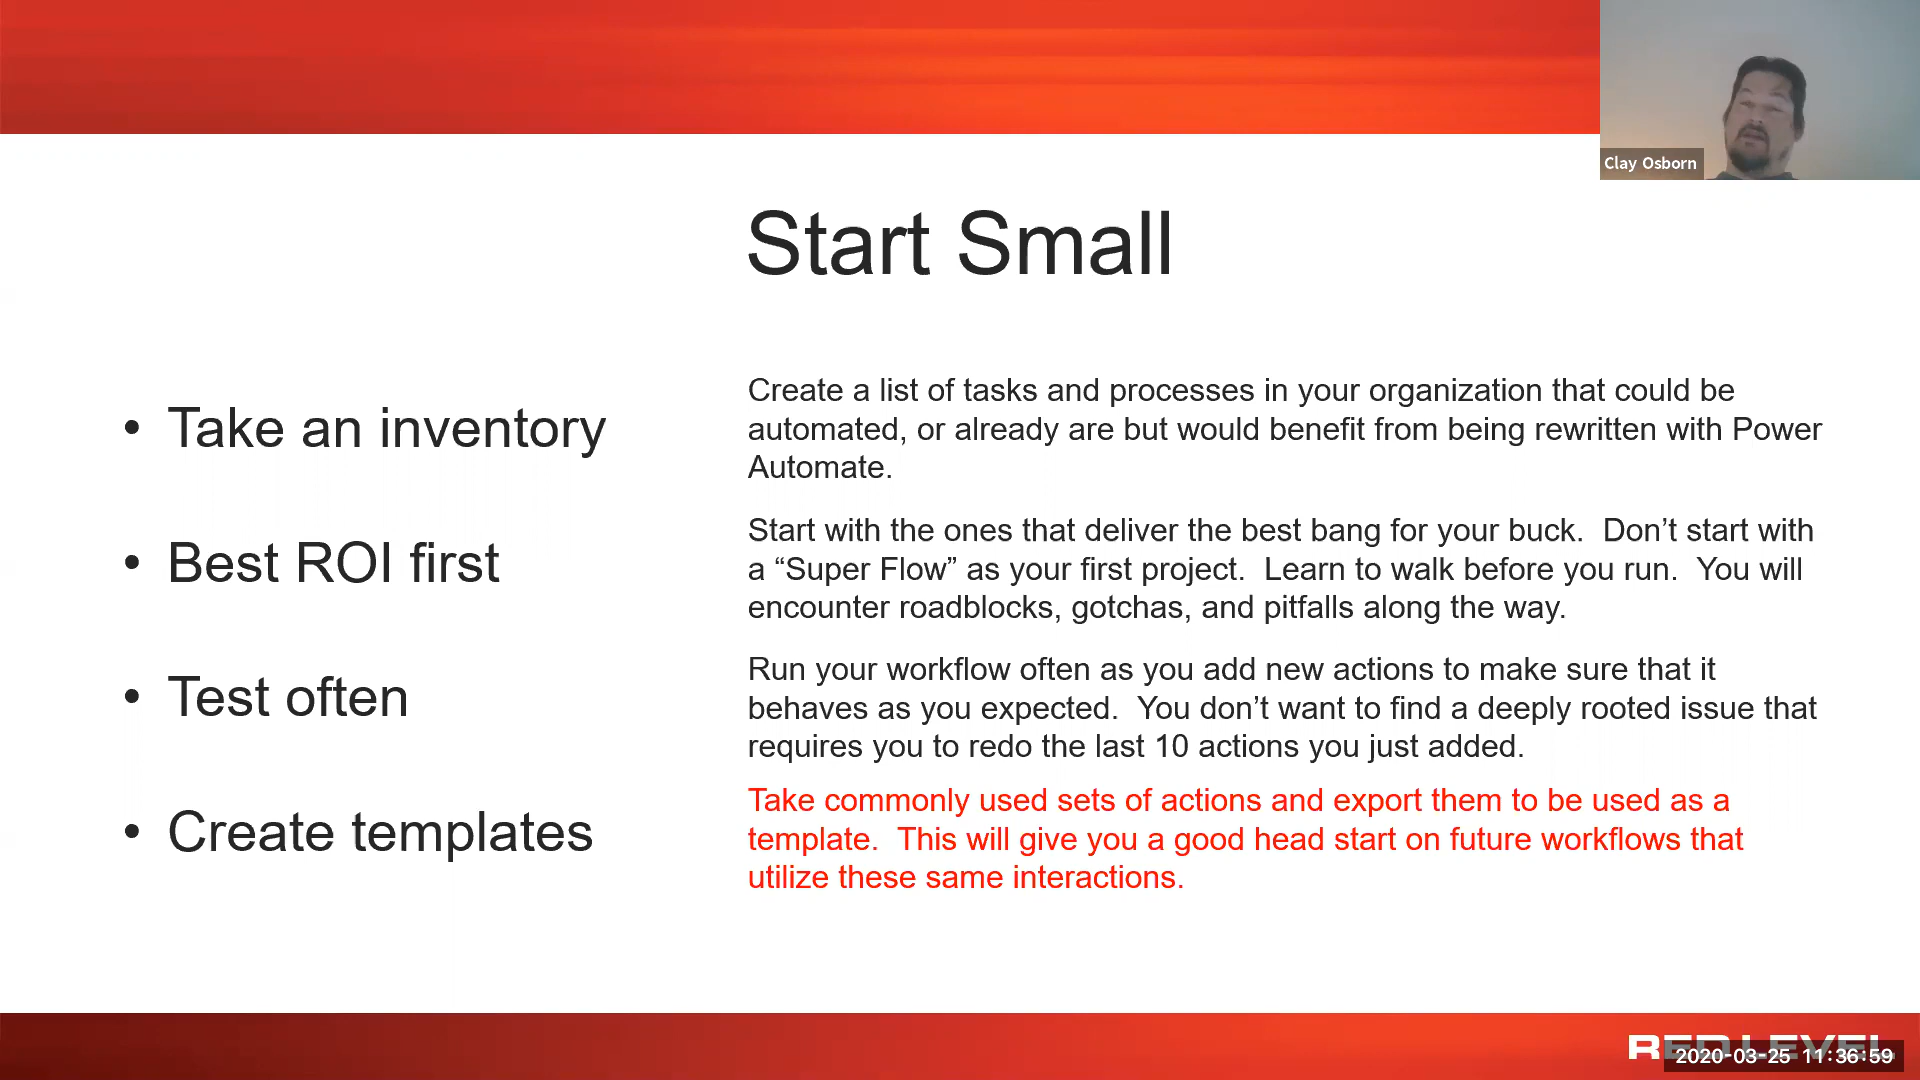 Clay Osborn
Start Small
• Take an inventory
Create a list of tasks and processes in your organization that could be
automated, or already are but would benefit from being rewritten with Power
Automate.
• Best ROI first
Start with the ones that deliver the best bang for your buck.  Don’t start with
a “Super Flow” as your first project.  Learn to walk before you run.  You will
encounter roadblocks, gotchas, and pitfalls along the way.
• Test often
Run your workflow often as you add new actions to make sure that it
behaves as you expected.  You don’t want to find a deeply rooted issue that
requires you to redo the last 10 actions you just added.
• Create templates
Take commonly used sets of actions and export them to be used as a
template.  This will give you a good head start on future workflows that
utilize these same interactions.
RED LEVEL
2020-03-25 11:36:59